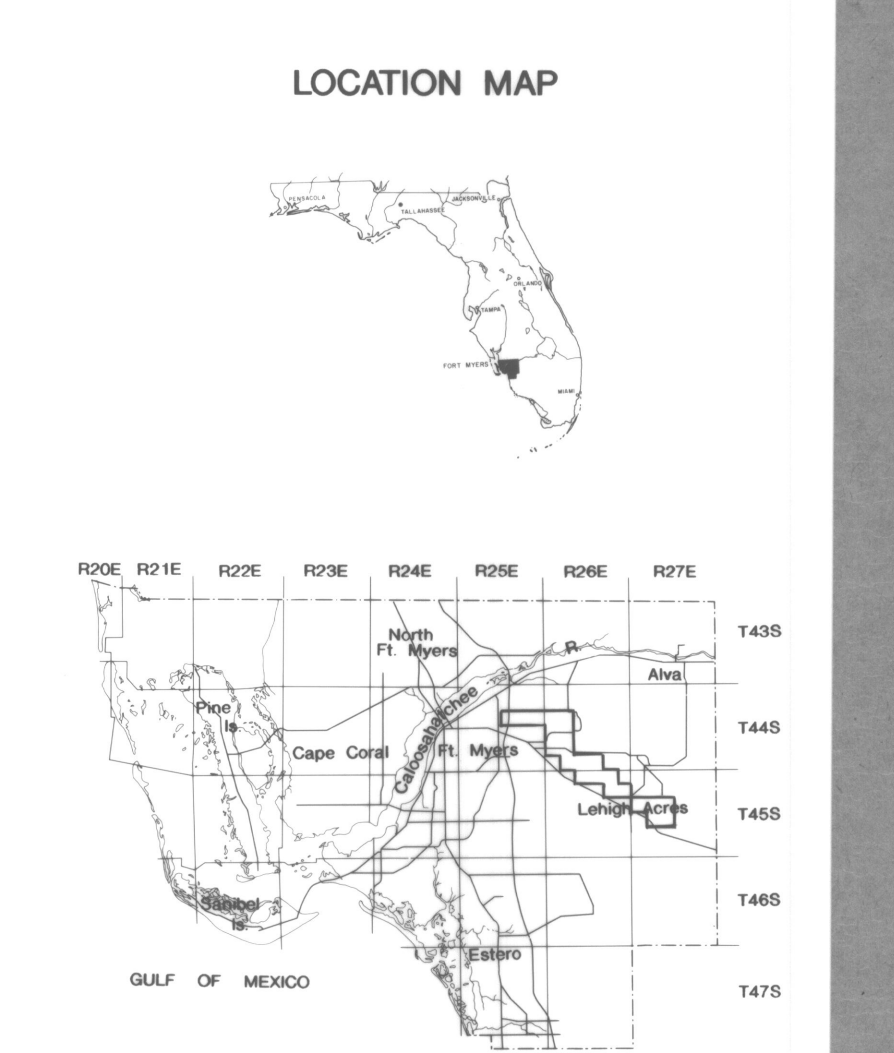 LOCATION MAP
PENSACOLA
TALLAHASSEE
JACKSONVILLE
ORLANDO
TAMPA
FORT MYERS
MIAMI
R20E R21E R22E R23E R24E R25E R26E R27E
T43S
North
Ft. Myers
R.
Alva
Pine
Is.
T44S
Cape Coral
Caloosahatchee
Ft. Myers
Lehigh Acres
T45S
Sanibel
Is.
T46S
Estero
GULF OF MEXICO
T47S